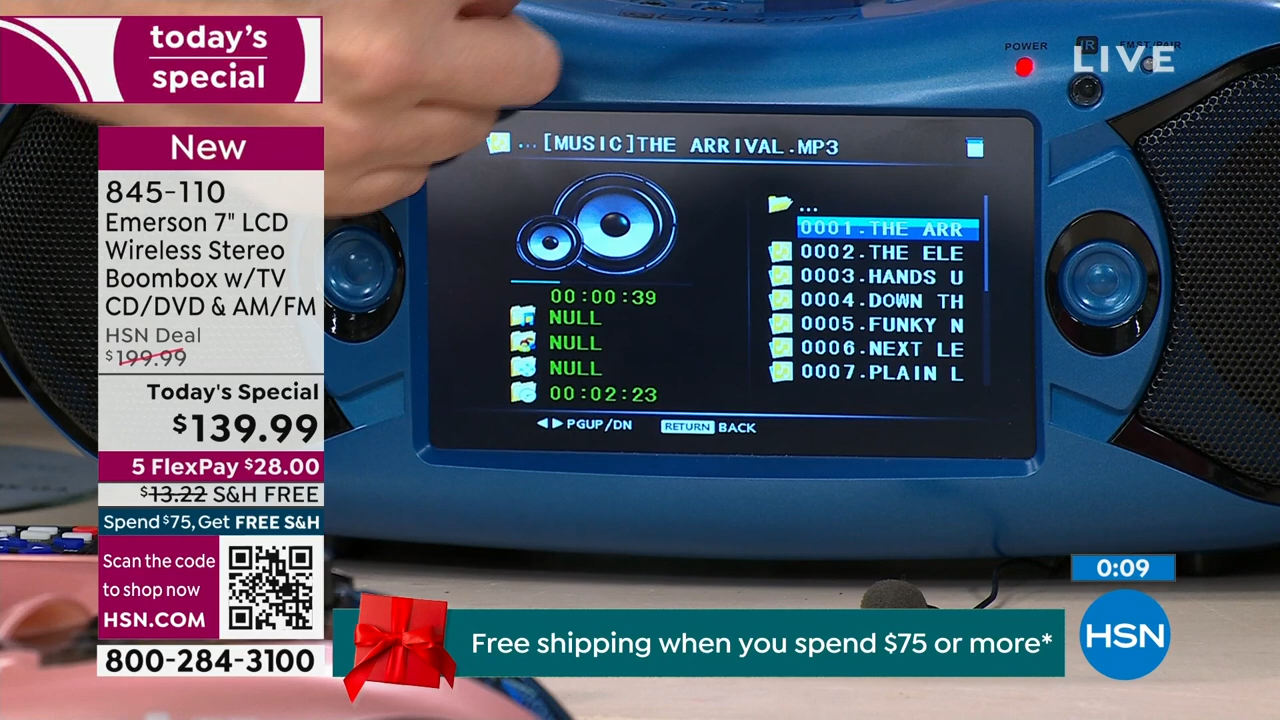 today's
special
New
845-110
Emerson 7" LCD
Wireless Stereo
Boombox w/TV
CD/DVD & AM/FM
HSN Deal
$199.99
Today's Special
$139.99
5 FlexPay $28.00
$13.22 S&H FREE
Spend $75, Get FREE S&H
Scan the code
to shop now
HSN.COM
800-284-3100
emerson
POWER
IR
LIVE
... [MUSIC]THE ARRIVAL.MP3
...
0001.THE ARR
0002.THE ELE
0003.HANDS U
0004.DOWN TH
0005.FUNKY N
0006.NEXT LE
0007.PLAIN L
00:00:39
NULL
NULL
NULL
00:02:23
PGUP/DN
RETURN BACK
0:09
HSN
Free shipping when you spend $75 or more*